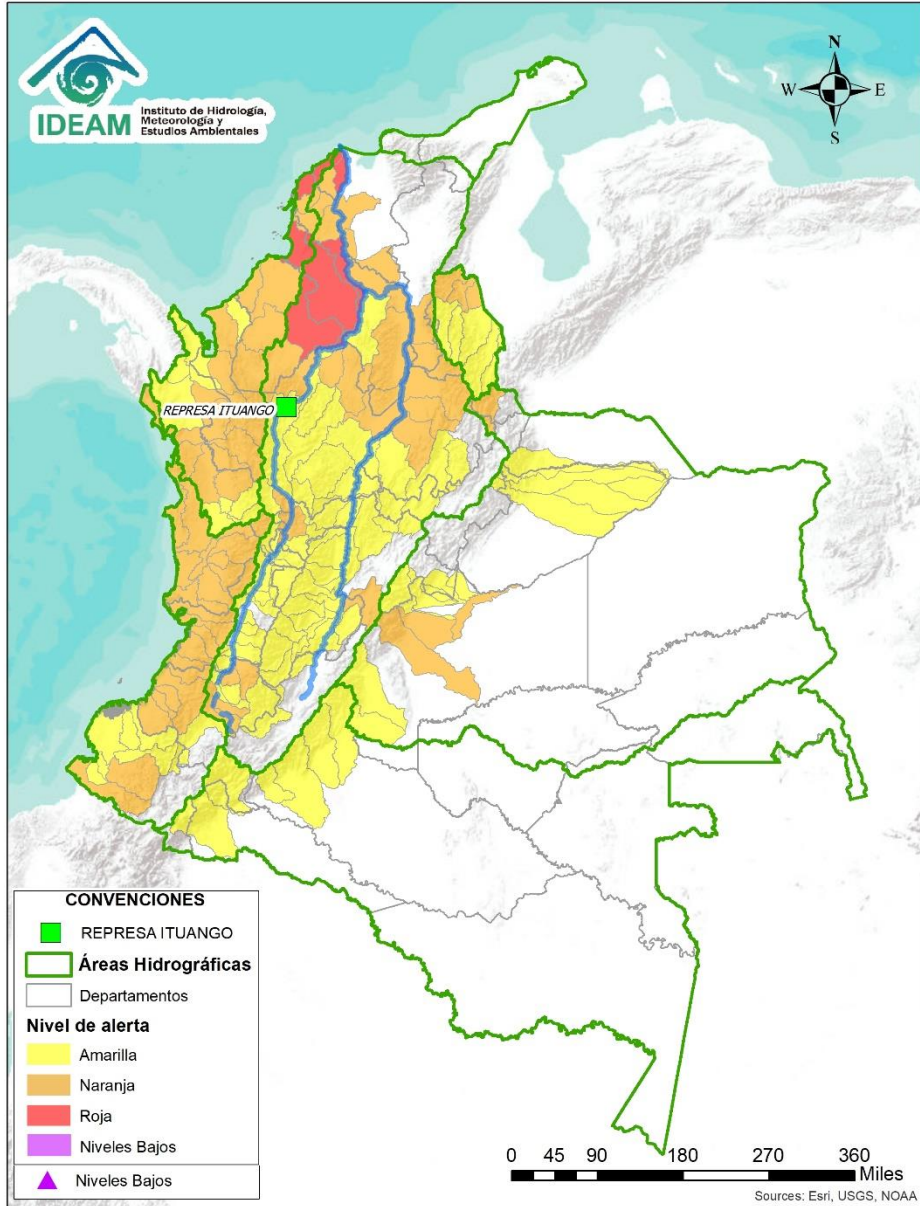 IDEAM
Instituto de Hidrología,
Meteorología y
Estudios Ambientales
N
W
E
S
REPRESA ITUANGO
CONVENCIONES
REPRESA ITUANGO
Áreas Hidrográficas
Departamentos
Nivel de alerta
Amarilla
Naranja
Roja
Niveles Bajos
Niveles Bajos
0 45 90 180 270 360
Miles
Sources: Esri, USGS, NOAA